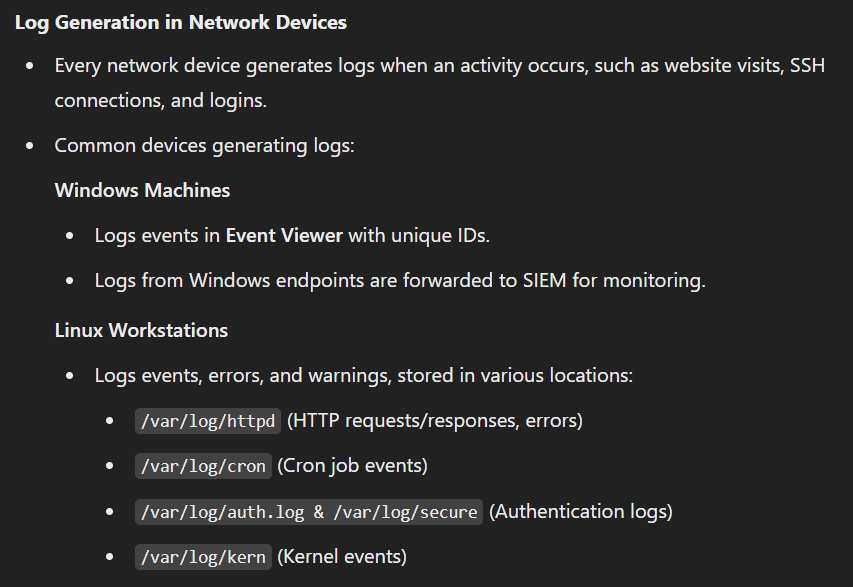 Log Generation in Network Devices
Every network device generates logs when an activity occurs, such as website visits, SSH
connections, and logins.
Common devices generating logs:
Windows Machines
Logs events in Event Viewer with unique IDs.
Logs from Windows endpoints are forwarded to SIEM for monitoring.
Linux Workstations
Logs events, errors, and warnings, stored in various locations:
/var/log/httpd (HTTP requests/responses, errors)
/var/log/cron (Cron job events)
/var/log/auth.log & /var/log/secure (Authentication logs)
/var/log/kern (Kernel events)